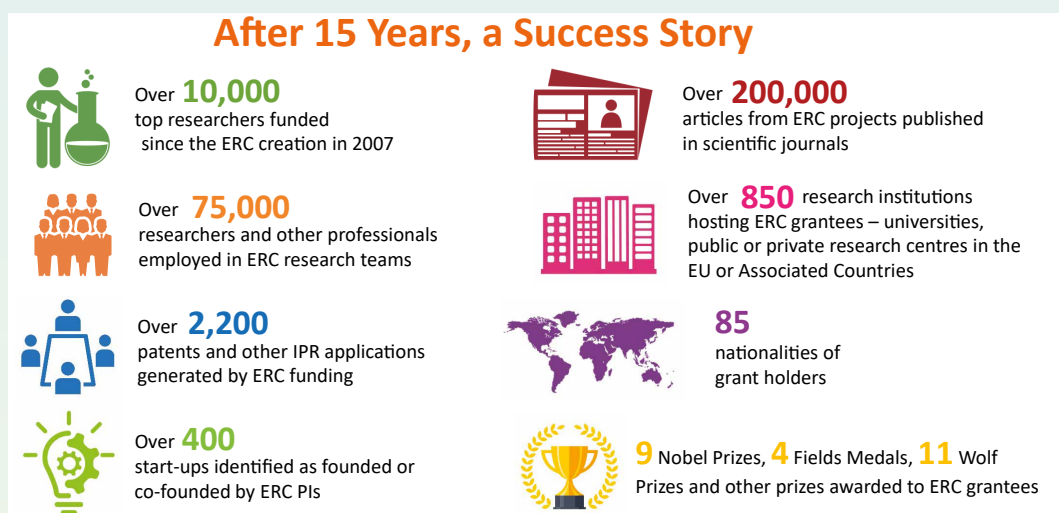 After 15 Years, a Success Story
Over 10,000
top researchers funded
since the ERC creation in 2007
Over 75,000
researchers and other professionals
employed in ERC research teams
Over 2,200
patents and other IPR applications
generated by ERC funding
Over 400
start-ups identified as founded or
co-founded by ERC PIs
Over 200,000
articles from ERC projects published
in scientific journals
Over 850 research institutions
hosting ERC grantees – universities,
public or private research centres in the
EU or Associated Countries
85
nationalities of
grant holders
9 Nobel Prizes, 4 Fields Medals, 11 Wolf
Prizes and other prizes awarded to ERC grantees